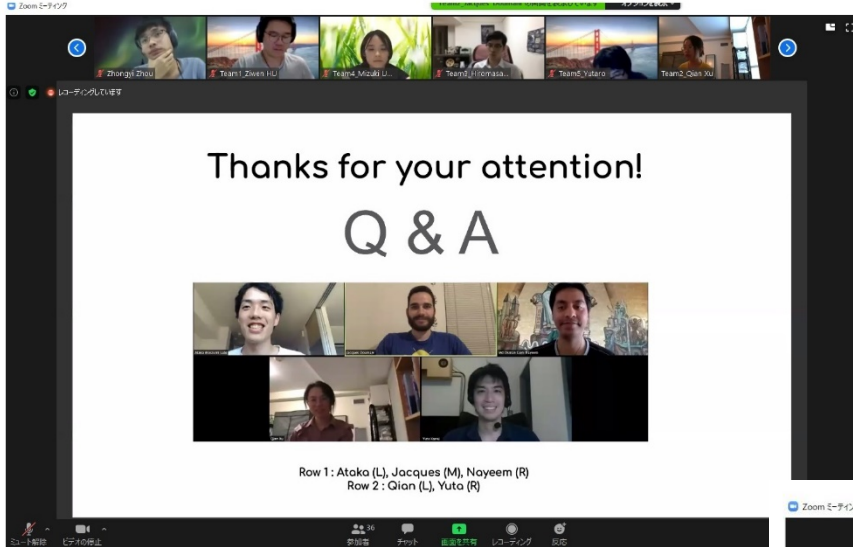 Zoom ミーティング
Zhongyi Zhou
Team1_Ziwen HU
Team4_Mizuki Li...
Team3_Hiromasa...
Team5_Yutaro
Team2_Qian Xu
レコーディングしています
Thanks for your attention!
Q & A
Row 1 : Ataka (L), Jacques (M), Nayeem (R)
Row 2 : Qian (L), Yuta (R)
ミュート解除
ビデオの停止
36
参加者
チャット
画面を共有
レコーディング
反応
Zoom ミーティン